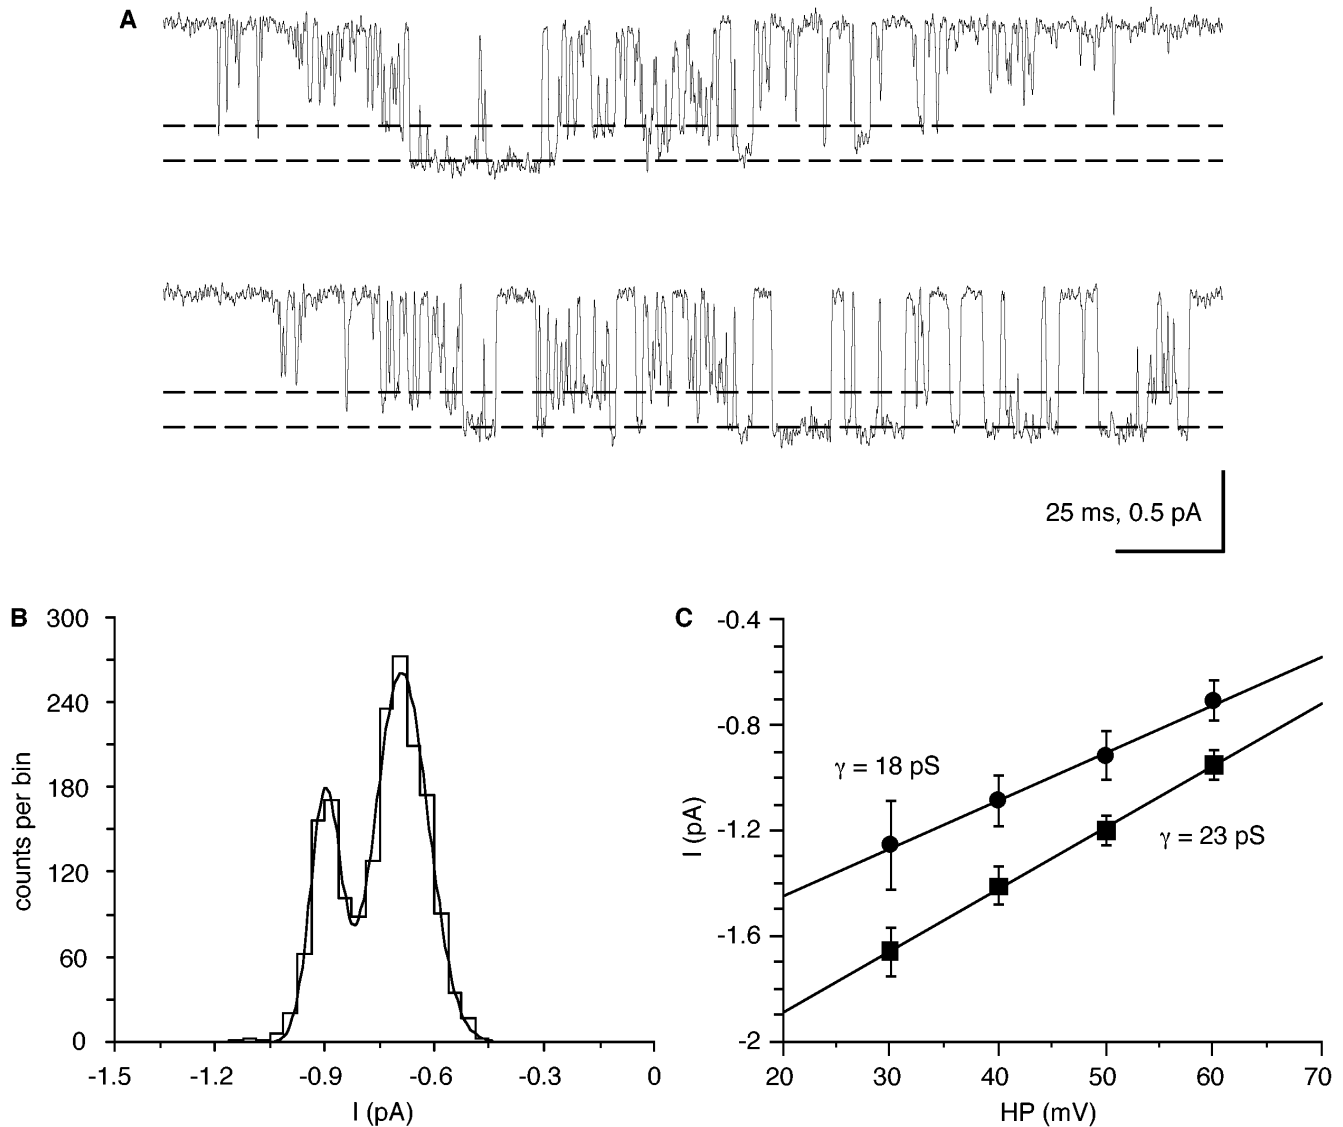 A
25 ms, 0.5 pA
B
300
240
180
120
60
0
counts per bin
-1.5 -1.2 -0.9 -0.6 -0.3 0
I (pA)
C
-0.4
-0.8
-1.2
-1.6
-2
I (pA)
γ = 18 pS
γ = 23 pS
20 30 40 50 60 70
HP (mV)